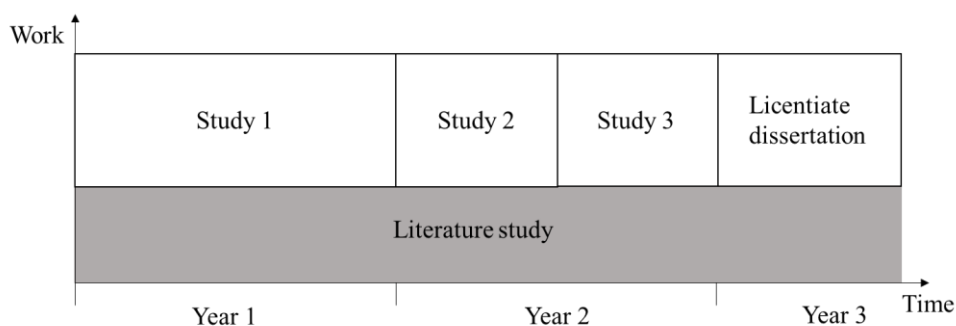 Work
Study 1
Study 2
Study 3
Licentiate
dissertation
Literature study
Time
Year 1
Year 2
Year 3